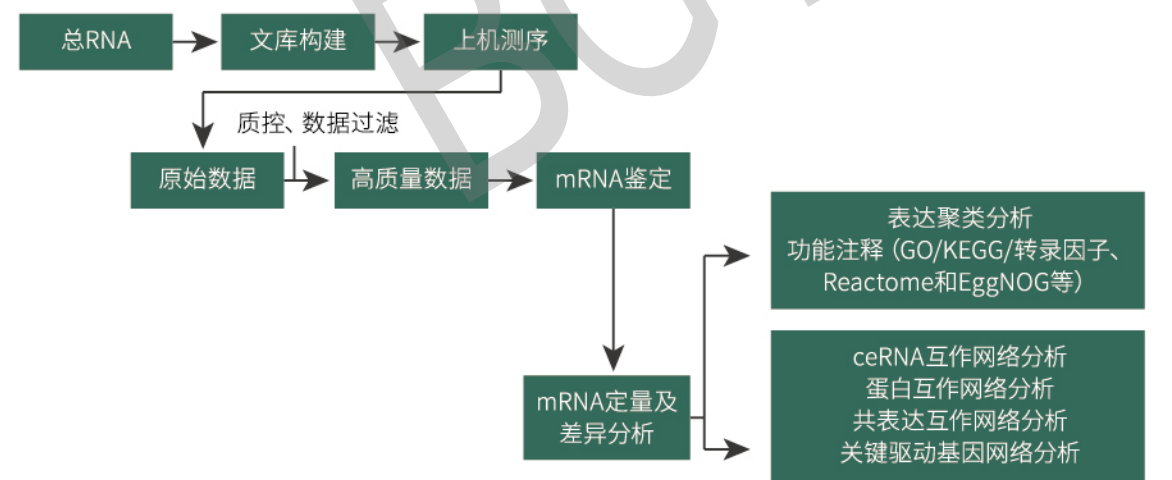 总RNA
文库构建
上机测序
质控、数据过滤
原始数据
高质量数据
mRNA鉴定
mRNA定量及
差异分析
表达聚类分析
功能注释（GO/KEGG/转录因子、
Reactome和EggNOG等）
ceRNA互作网络分析
蛋白互作网络分析
共表达互作网络分析
关键驱动基因网络分析